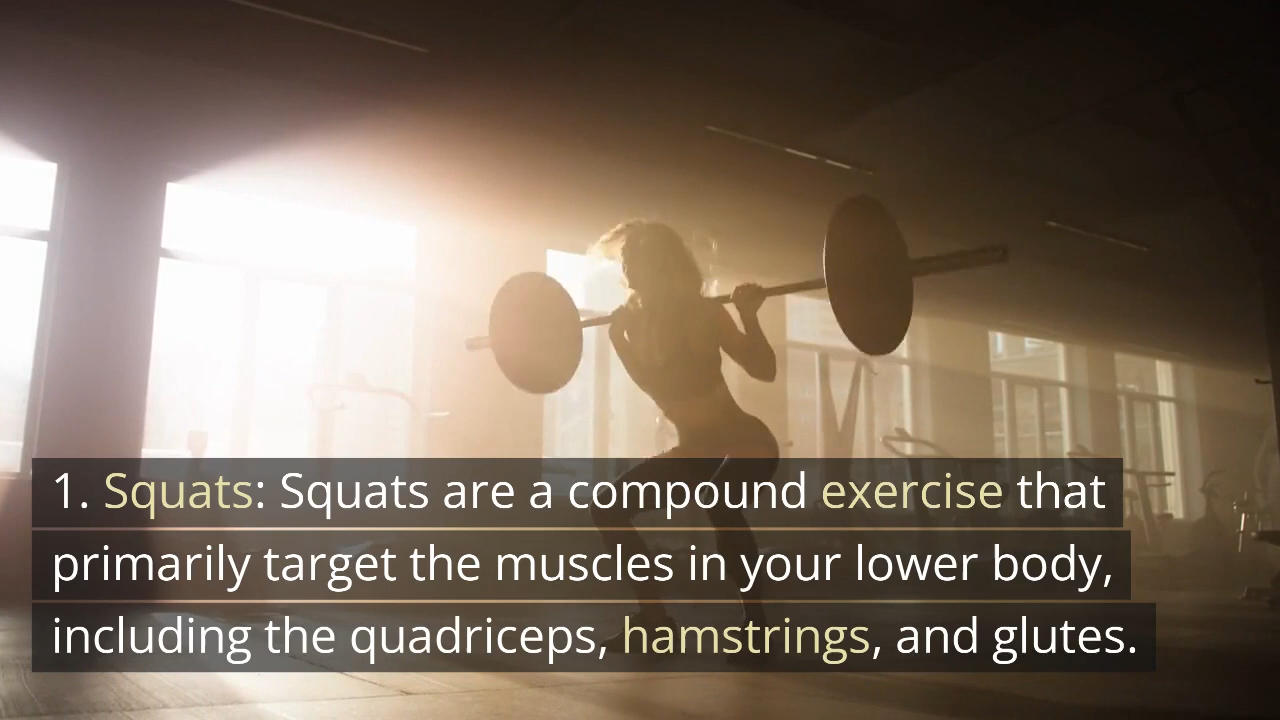 1. Squats: Squats are a compound exercise that
primarily target the muscles in your lower body,
including the quadriceps, hamstrings, and glutes.